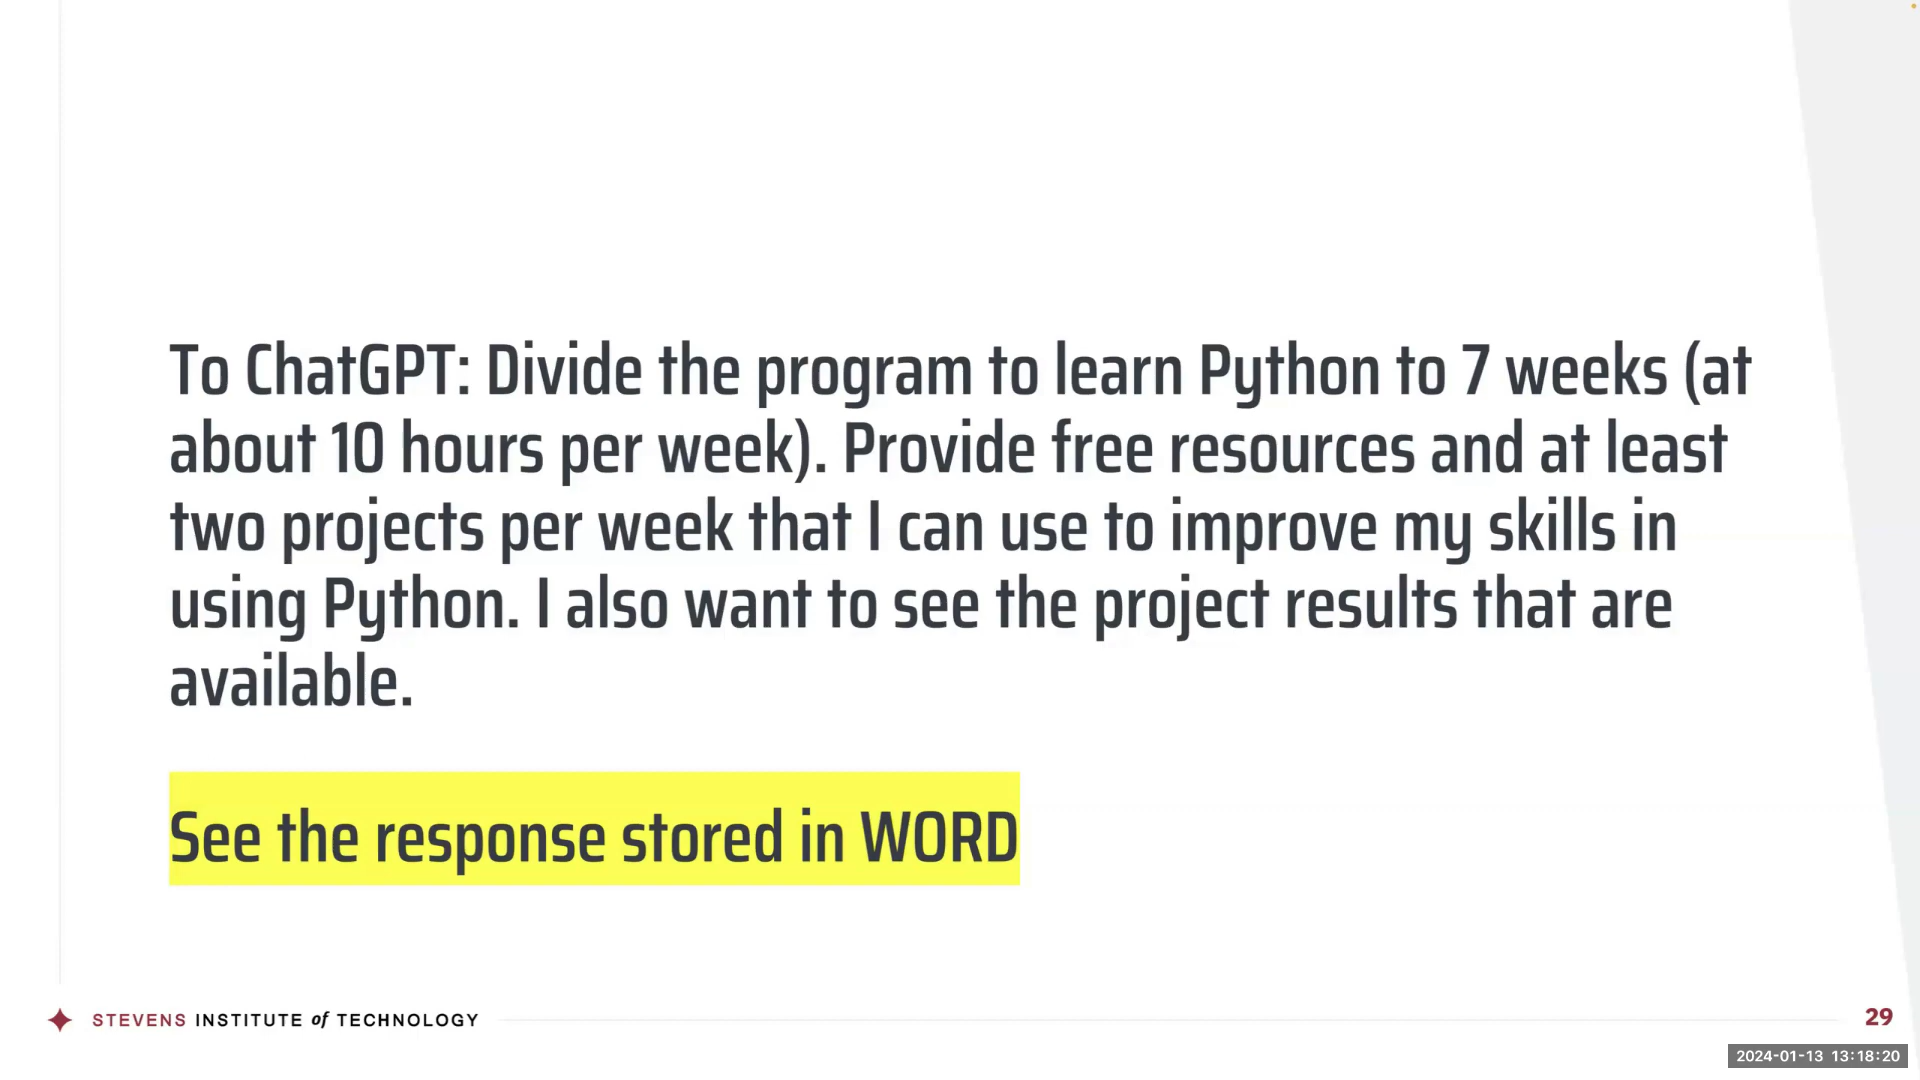 To ChatGPT: Divide the program to learn Python to 7 weeks (at
about 10 hours per week). Provide free resources and at least
two projects per week that I can use to improve my skills in
using Python. I also want to see the project results that are
available.
See the response stored in WORD
STEVENS INSTITUTE of TECHNOLOGY
29
2024-01-13 13:18:20